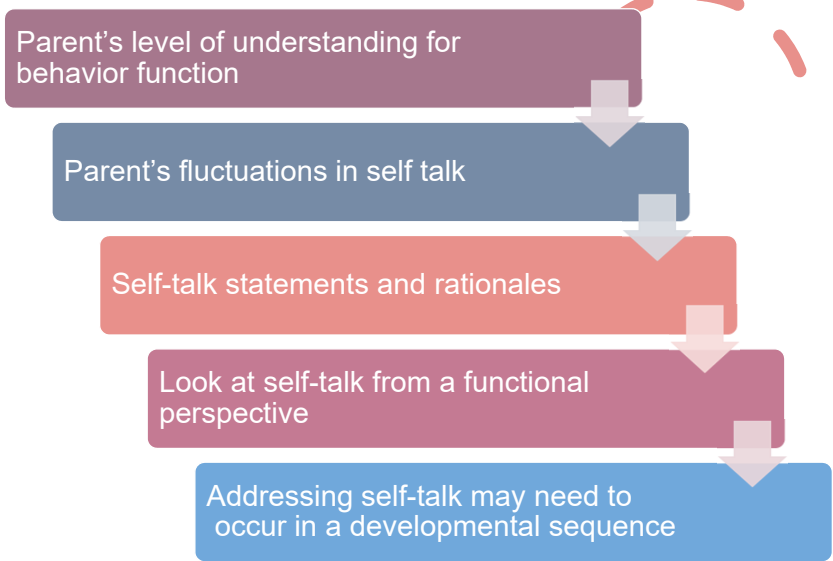 Parent’s level of understanding for
behavior function
Parent’s fluctuations in self talk
Self-talk statements and rationales
Look at self-talk from a functional
perspective
Addressing self-talk may need to
occur in a developmental sequence